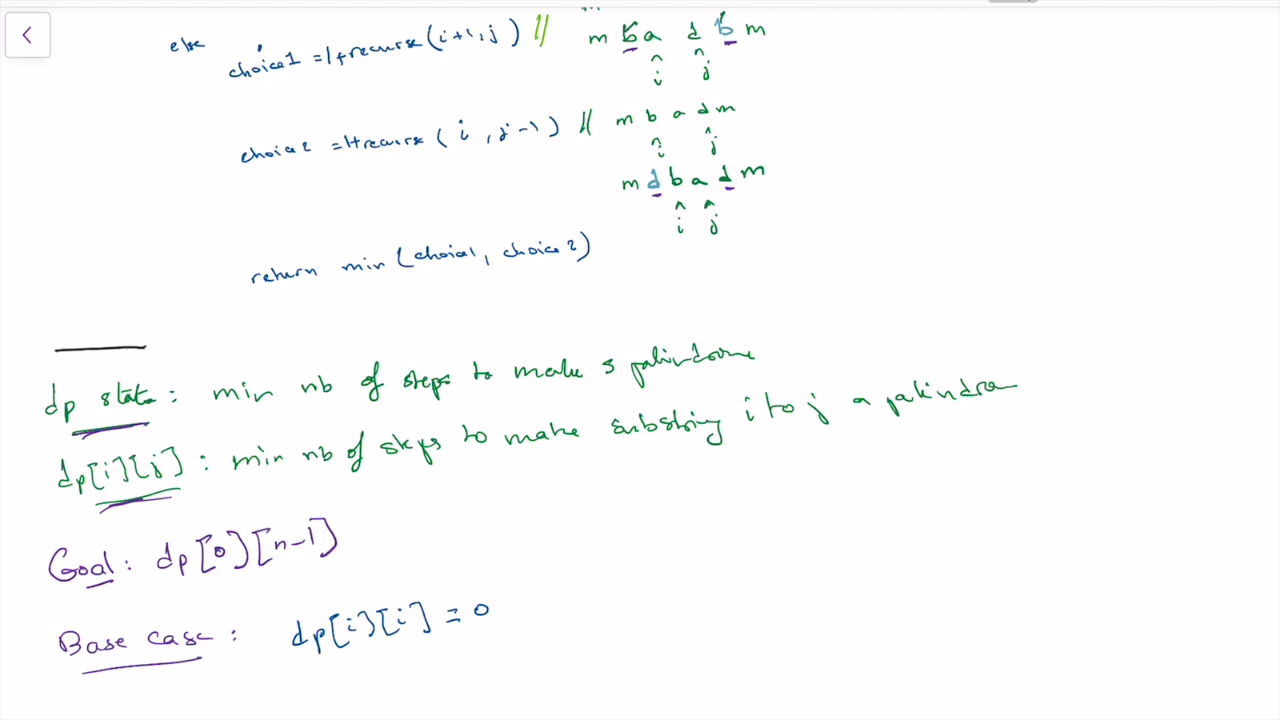 m b a d b m
else
choice1 = 1+recurse(i+1,j) //
i j
m b a d m
choice2 = 1+recurse(i,j-1) //
i j
m d b a d m
i j
return min(choice1, choice2)
dp state: min nb of steps to make s palindrome
dp[i][j]: min nb of steps to make substring i to j a palindrom
Goal: dp[0][n-1]
Base case: dp[i][i] = 0